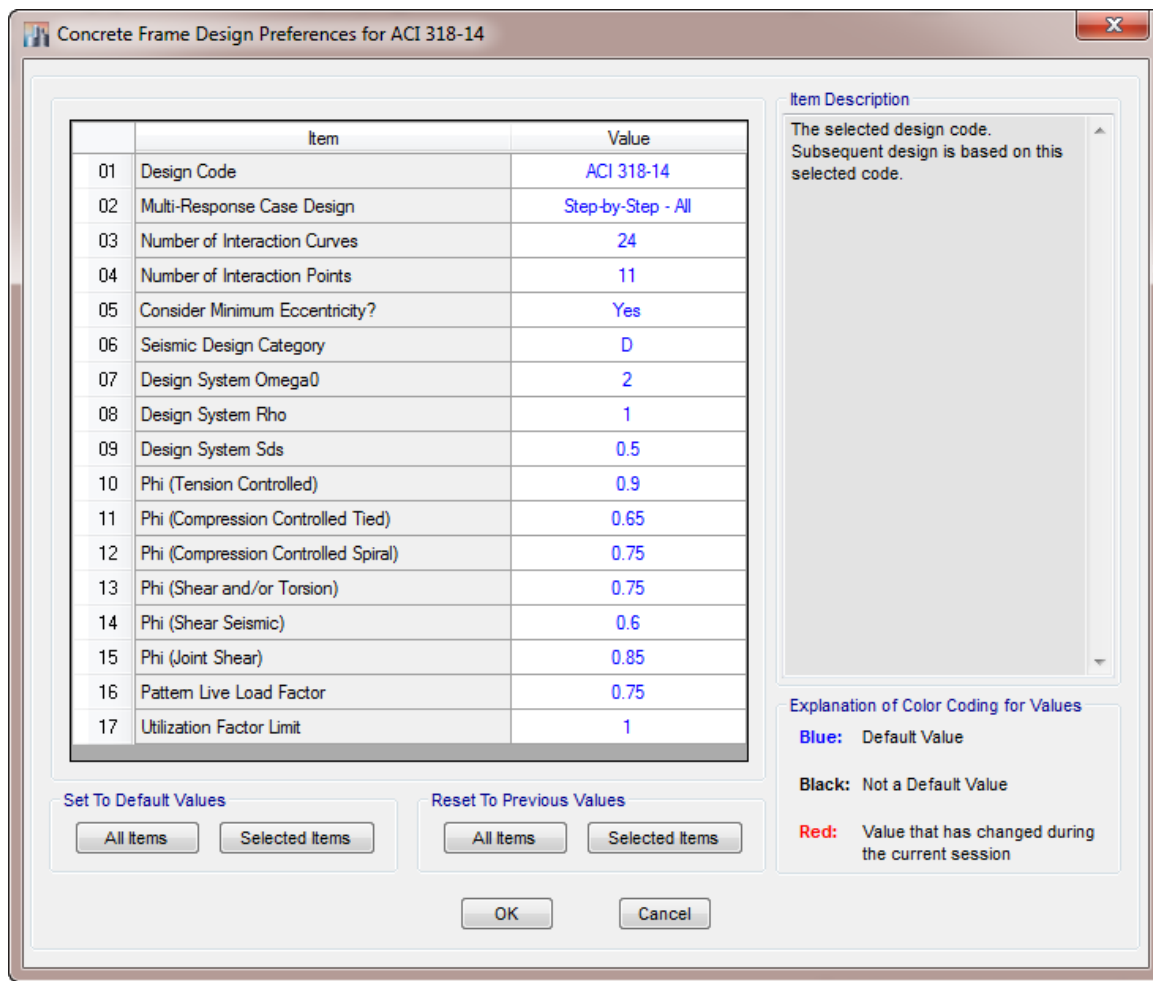 Concrete Frame Design Preferences for ACI 318-14
Item Value
01 Design Code ACI 318-14
02 Multi-Response Case Design Step-by-Step - All
03 Number of Interaction Curves 24
04 Number of Interaction Points 11
05 Consider Minimum Eccentricity? Yes
06 Seismic Design Category D
07 Design System Omega0 2
08 Design System Rho 1
09 Design System Sds 0.5
10 Phi (Tension Controlled) 0.9
11 Phi (Compression Controlled Tied) 0.65
12 Phi (Compression Controlled Spiral) 0.75
13 Phi (Shear and/or Torsion) 0.75
14 Phi (Shear Seismic) 0.6
15 Phi (Joint Shear) 0.85
16 Pattern Live Load Factor 0.75
17 Utilization Factor Limit 1
Item Description
The selected design code.
Subsequent design is based on this
selected code.
Explanation of Color Coding for Values
Blue: Default Value
Black: Not a Default Value
Red: Value that has changed during
the current session
Set To Default Values
All Items Selected Items
Reset To Previous Values
All Items Selected Items
OK Cancel